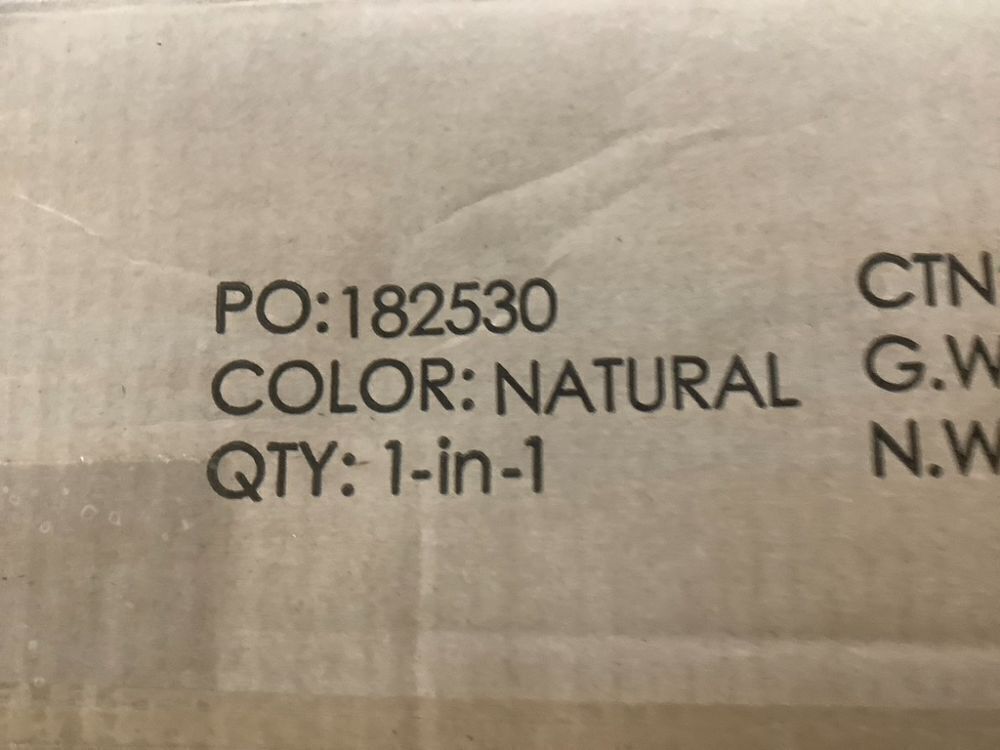 PO:182530
COLOR: NATURAL
QTY: 1-in-1
CTN
G.W
N.W